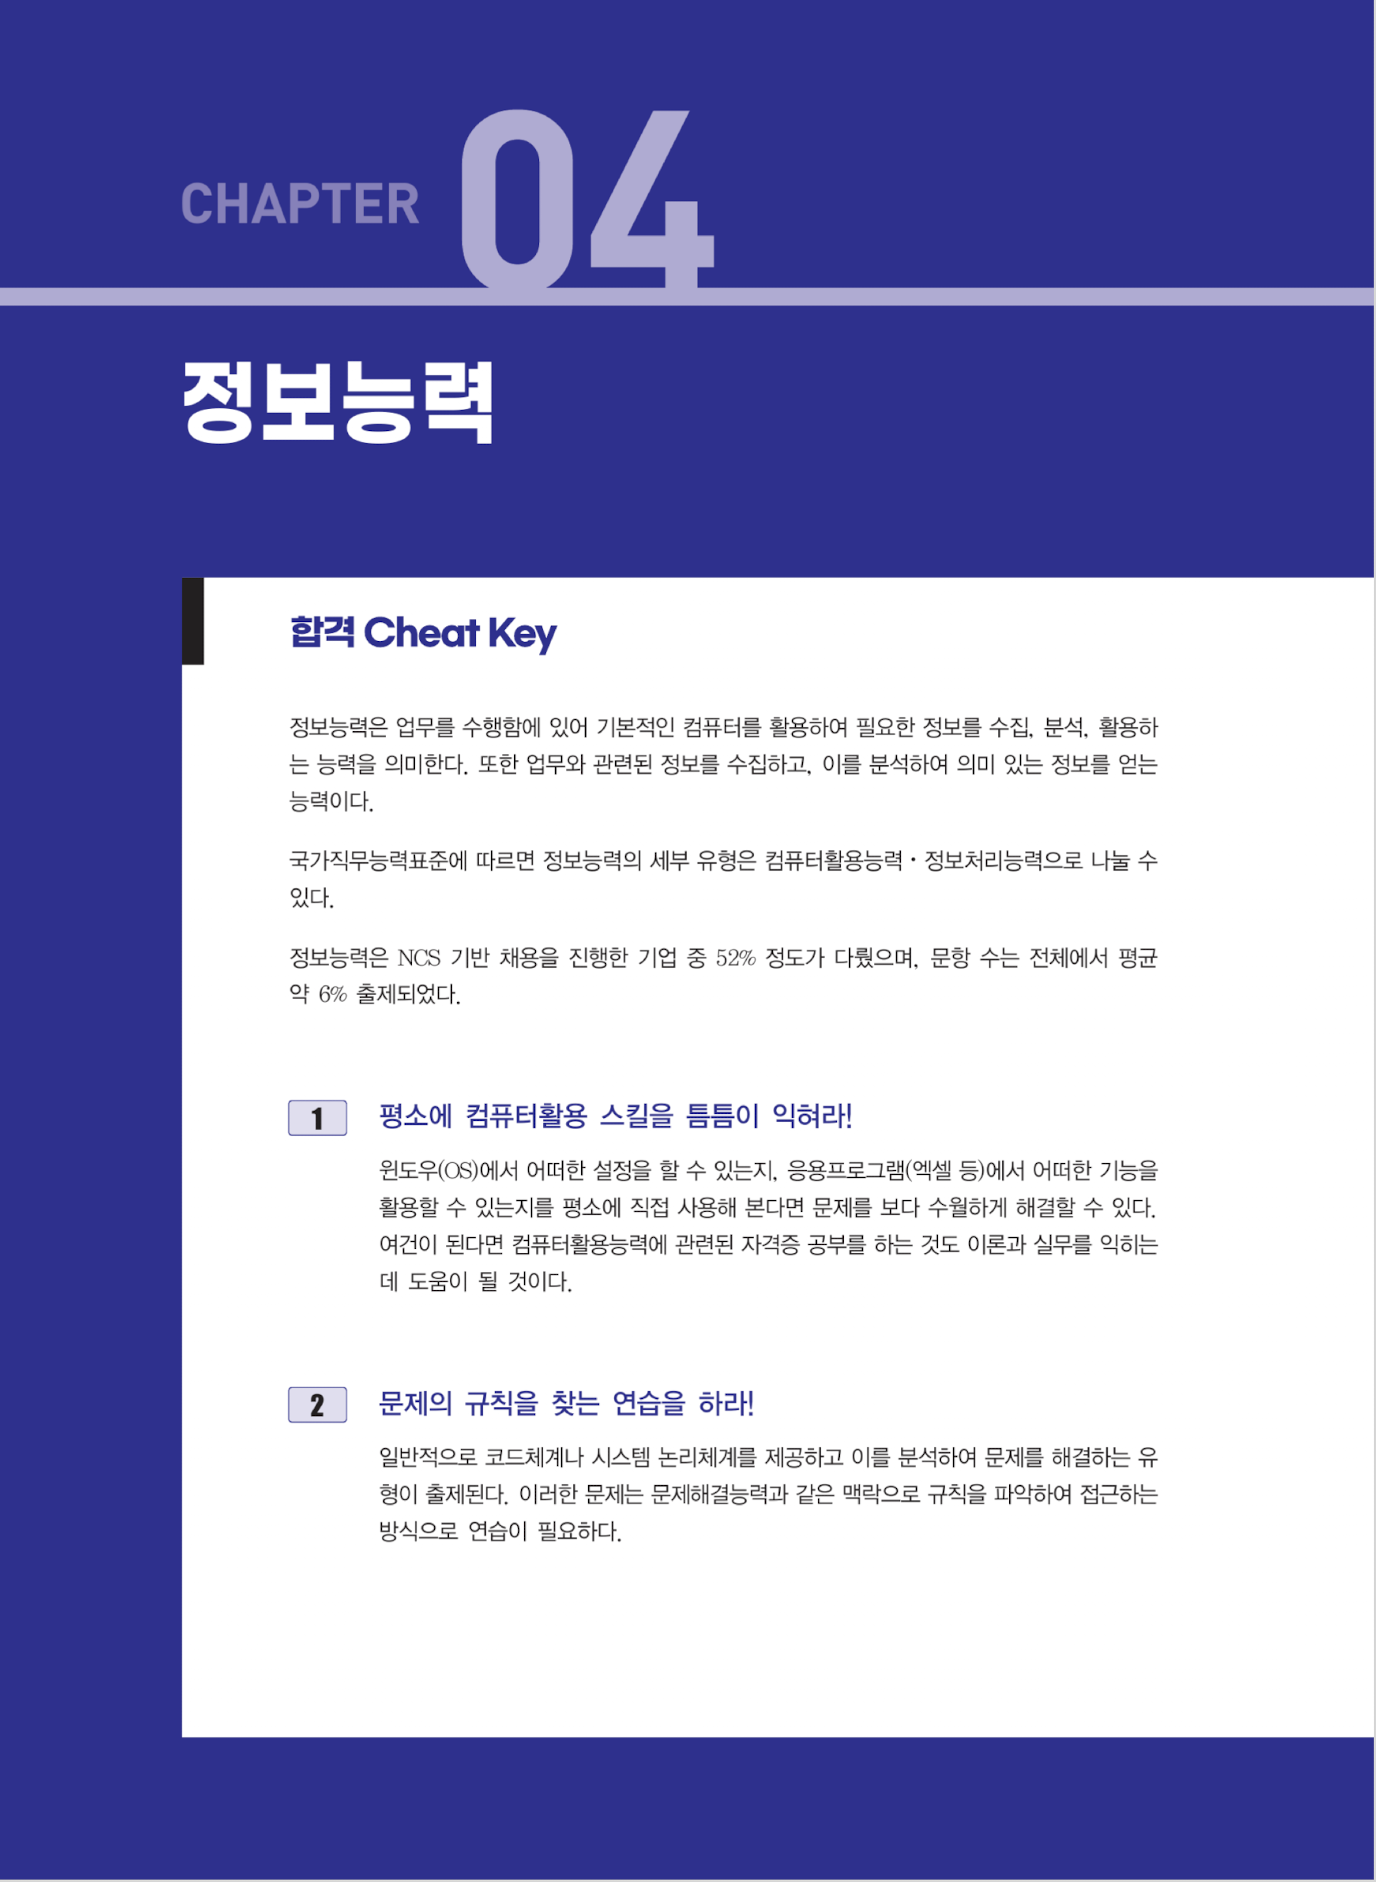 CHAPTER 04
정보능력
합격 Cheat Key
정보능력은 업무를 수행함에 있어 기본적인 컴퓨터를 활용하여 필요한 정보를 수집, 분석, 활용하
는 능력을 의미한다. 또한 업무와 관련된 정보를 수집하고, 이를 분석하여 의미 있는 정보를 얻는
능력이다.
국가직무능력표준에 따르면 정보능력의 세부 유형은 컴퓨터활용능력・정보처리능력으로 나눌 수
있다.
정보능력은 NCS 기반 채용을 진행한 기업 중 52% 정도가 다뤘으며, 문항 수는 전체에서 평균
약 6% 출제되었다.
1 평소에 컴퓨터활용 스킬을 틈틈이 익혀라!
윈도우(OS)에서 어떠한 설정을 할 수 있는지, 응용프로그램(엑셀 등)에서 어떠한 기능을
활용할 수 있는지를 평소에 직접 사용해 본다면 문제를 보다 수월하게 해결할 수 있다.
여건이 된다면 컴퓨터활용능력에 관련된 자격증 공부를 하는 것도 이론과 실무를 익히는
데 도움이 될 것이다.
2 문제의 규칙을 찾는 연습을 하라!
일반적으로 코드체계나 시스템 논리체계를 제공하고 이를 분석하여 문제를 해결하는 유
형이 출제된다. 이러한 문제는 문제해결능력과 같은 맥락으로 규칙을 파악하여 접근하는
방식으로 연습이 필요하다.